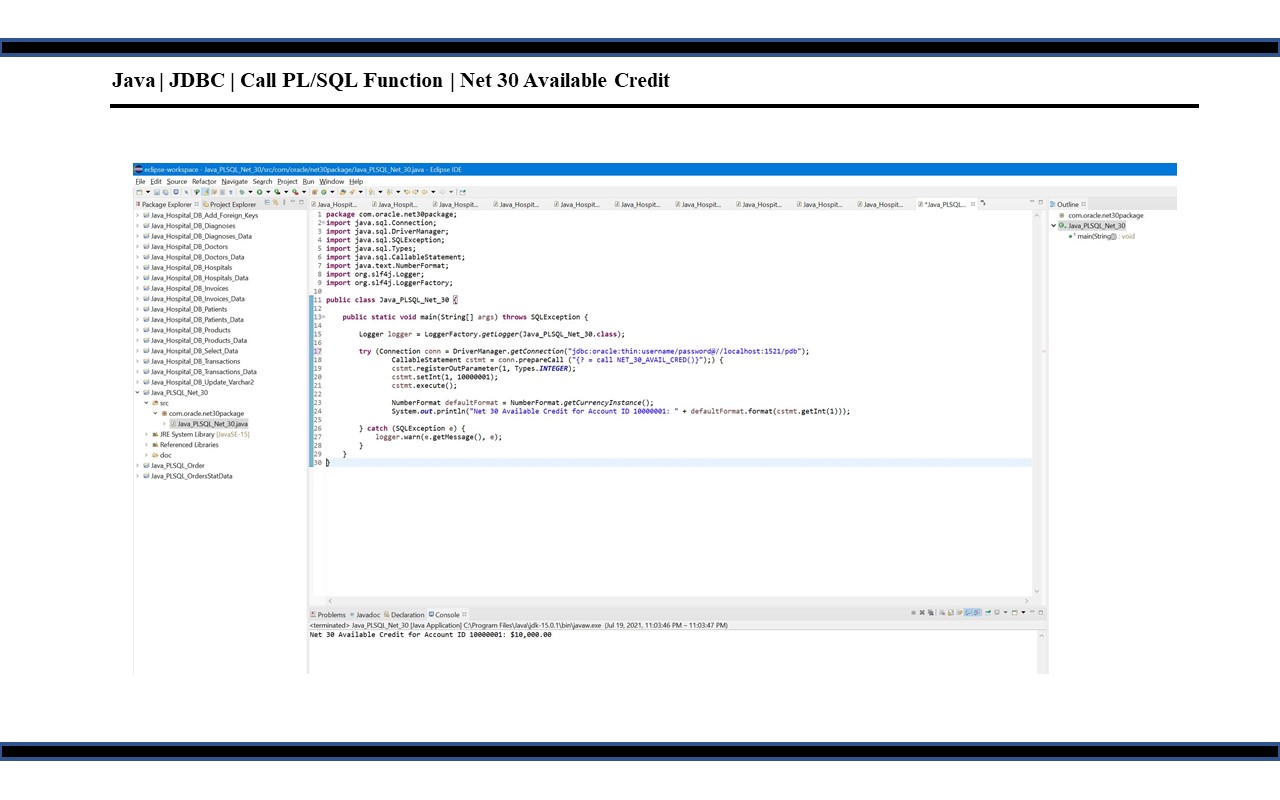 Java | JDBC | Call PL/SQL Function | Net 30 Available Credit
eclipse-workspace - Java_PLSQL_Net_30/src/com/oracle/net30package/Java_PLSQL_Net_30.java - Eclipse IDE
File Edit Source Refactor Navigate Search Project Run Window Help
Package Explorer Project Explorer
Java_Hospit... Java_Hospit... Java_Hospit... Java_Hospit... Java_Hospit... Java_Hospit... Java_Hospit... Java_Hospit... Java_Hospit... Java_Hospit... *Java_PLSQL...
Outline
Java_Hospital_DB_Add_Foreign_Keys
Java_Hospital_DB_Diagnoses
Java_Hospital_DB_Diagnoses_Data
Java_Hospital_DB_Doctors
Java_Hospital_DB_Doctors_Data
Java_Hospital_DB_Hospitals
Java_Hospital_DB_Hospitals_Data
Java_Hospital_DB_Invoices
Java_Hospital_DB_Invoices_Data
Java_Hospital_DB_Patients
Java_Hospital_DB_Patients_Data
Java_Hospital_DB_Products
Java_Hospital_DB_Products_Data
Java_Hospital_DB_Select_Data
Java_Hospital_DB_Transactions
Java_Hospital_DB_Transactions_Data
Java_Hospital_DB_Update_Varchar2
Java_PLSQL_Net_30
src
com.oracle.net30package
Java_PLSQL_Net_30.java
JRE System Library [JavaSE-15]
Referenced Libraries
doc
Java_PLSQL_Order
Java_PLSQL_OrdersStatData
1 package com.oracle.net30package;
2 import java.sql.Connection;
3 import java.sql.DriverManager;
4 import java.sql.SQLException;
5 import java.sql.Types;
6 import java.sql.CallableStatement;
7 import java.text.NumberFormat;
8 import org.slf4j.Logger;
9 import org.slf4j.LoggerFactory;
10
11 public class Java_PLSQL_Net_30 {
12
13 public static void main(String[] args) throws SQLException {
14
15 Logger logger = LoggerFactory.getLogger(Java_PLSQL_Net_30.class);
16
17 try (Connection conn = DriverManager.getConnection("jdbc:oracle:thin:username/password@//localhost:1521/pdb");
18 CallableStatement cstmt = conn.prepareCall ("{? = call NET_30_AVAIL_CRED()}");) {
19 cstmt.registerOutParameter(1, Types.INTEGER);
20 cstmt.setInt(1, 10000001);
21 cstmt.execute();
22
23 NumberFormat defaultFormat = NumberFormat.getCurrencyInstance();
24 System.out.println("Net 30 Available Credit for Account ID 10000001: " + defaultFormat.format(cstmt.getInt(1)));
25
26 } catch (SQLException e) {
27 logger.warn(e.getMessage(), e);
28 }
29 }
30 }
com.oracle.net30package
Java_PLSQL_Net_30
main(String[]) : void
Problems Javadoc Declaration Console
<terminated> Java_PLSQL_Net_30 [Java Application] C:\Program Files\Java\jdk-15.0.1\bin\javaw.exe (Jul 19, 2021, 11:03:46 PM – 11:03:47 PM)
Net 30 Available Credit for Account ID 10000001: $10,000.00